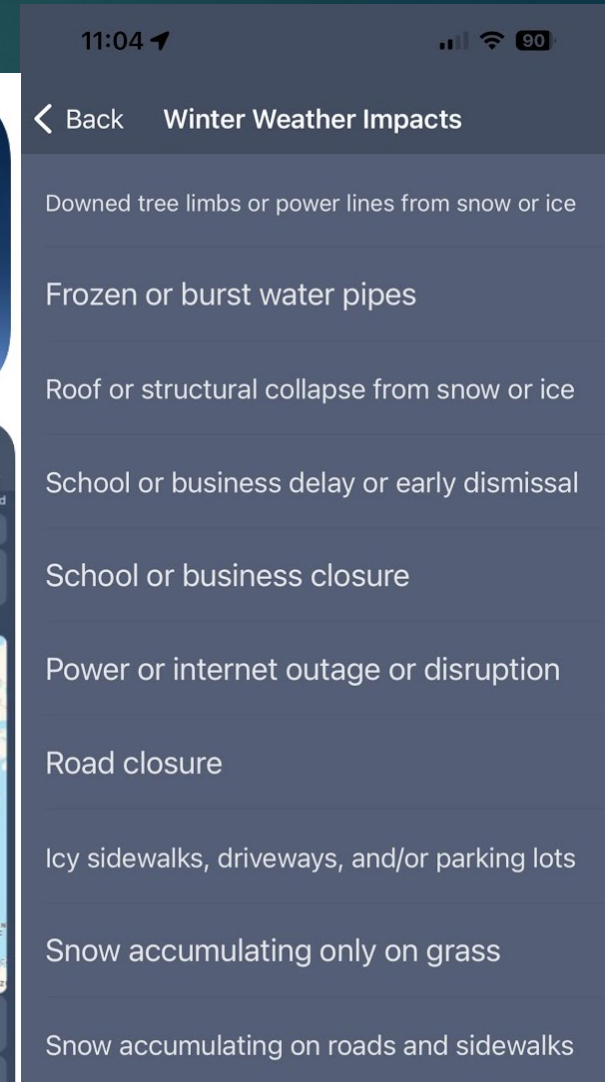 11:04
90
Back
Winter Weather Impacts
Downed tree limbs or power lines from snow or ice
Frozen or burst water pipes
Roof or structural collapse from snow or ice
School or business delay or early dismissal
School or business closure
Power or internet outage or disruption
Road closure
Icy sidewalks, driveways, and/or parking lots
Snow accumulating only on grass
Snow accumulating on roads and sidewalks